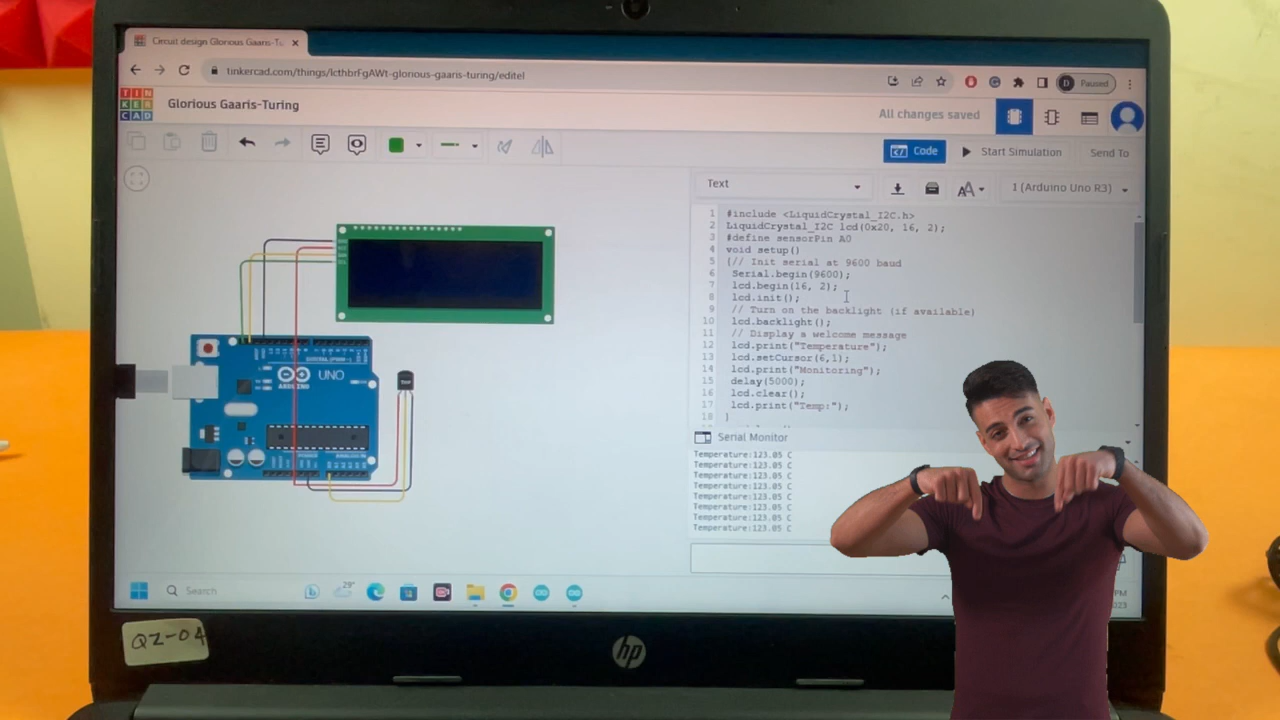 Circuit design Glorious Gaaris-Tu
tinkercad.com/things/lcthbrFgAWt-glorious-gaaris-turing/editel
D Paused
TIN
KER
CAD
Glorious Gaaris-Turing
All changes saved
Code
Start Simulation
Send To
Text
1 (Arduino Uno R3)
1 #include <LiquidCrystal_I2C.h>
2 LiquidCrystal_I2C lcd(0x20, 16, 2);
3 #define sensorPin A0
4 void setup()
5 {// Init serial at 9600 baud
6 Serial.begin(9600);
7 lcd.begin(16, 2);
8 lcd.init();
9 // Turn on the backlight (if available)
10 lcd.backlight();
11 // Display a welcome message
12 lcd.print("Temperature");
13 lcd.setCursor(6,1);
14 lcd.print("Monitoring");
15 delay(5000);
16 lcd.clear();
17 lcd.print("Temp:");
18 }
UNO
ARDUINO
TMP
Serial Monitor
Temperature:123.05 C
Temperature:123.05 C
Temperature:123.05 C
Temperature:123.05 C
Temperature:123.05 C
Temperature:123.05 C
Temperature:123.05 C
Temperature:123.05 C
Search
29°
PM
023
QZ-04
hp